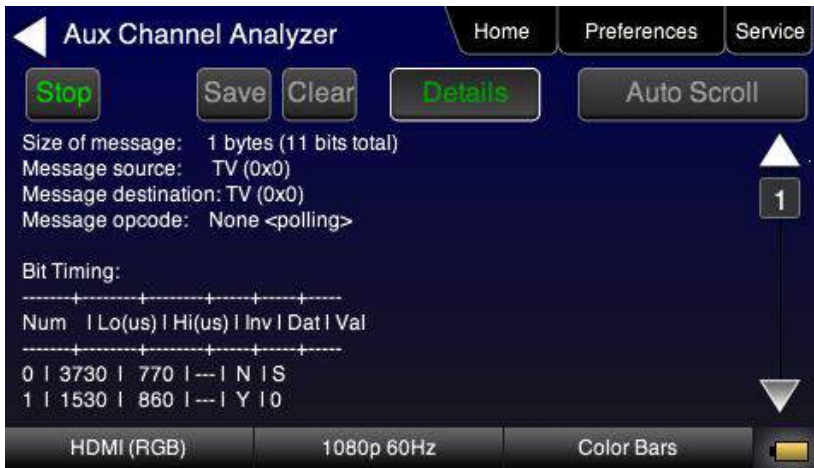 Aux Channel Analyzer Home Preferences Service
Stop Save Clear Details Auto Scroll
Size of message: 1 bytes (11 bits total)
Message source: TV (0x0)
Message destination: TV (0x0)
1
Message opcode: None <polling>
Bit Timing:
-------+--------+---------+-----+-----+-----
Num | Lo(us) | Hi(us) | Inv | Dat | Val
-------+--------+---------+-----+-----+-----
0 | 3730 | 770 |---| N |S
1 | 1530 | 860 |---| Y |0
HDMI (RGB) 1080p 60Hz Color Bars